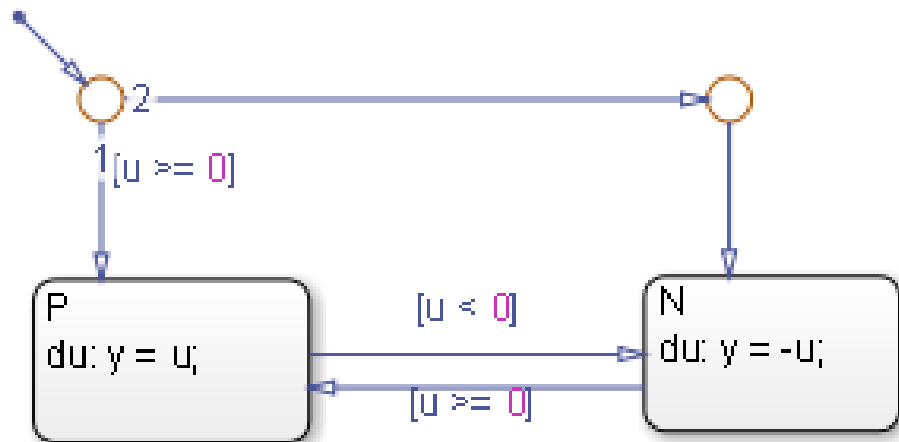 2
1
[u >= 0]
P
du: y = u;
[u < 0]
[u >= 0]
N
du: y = -u;